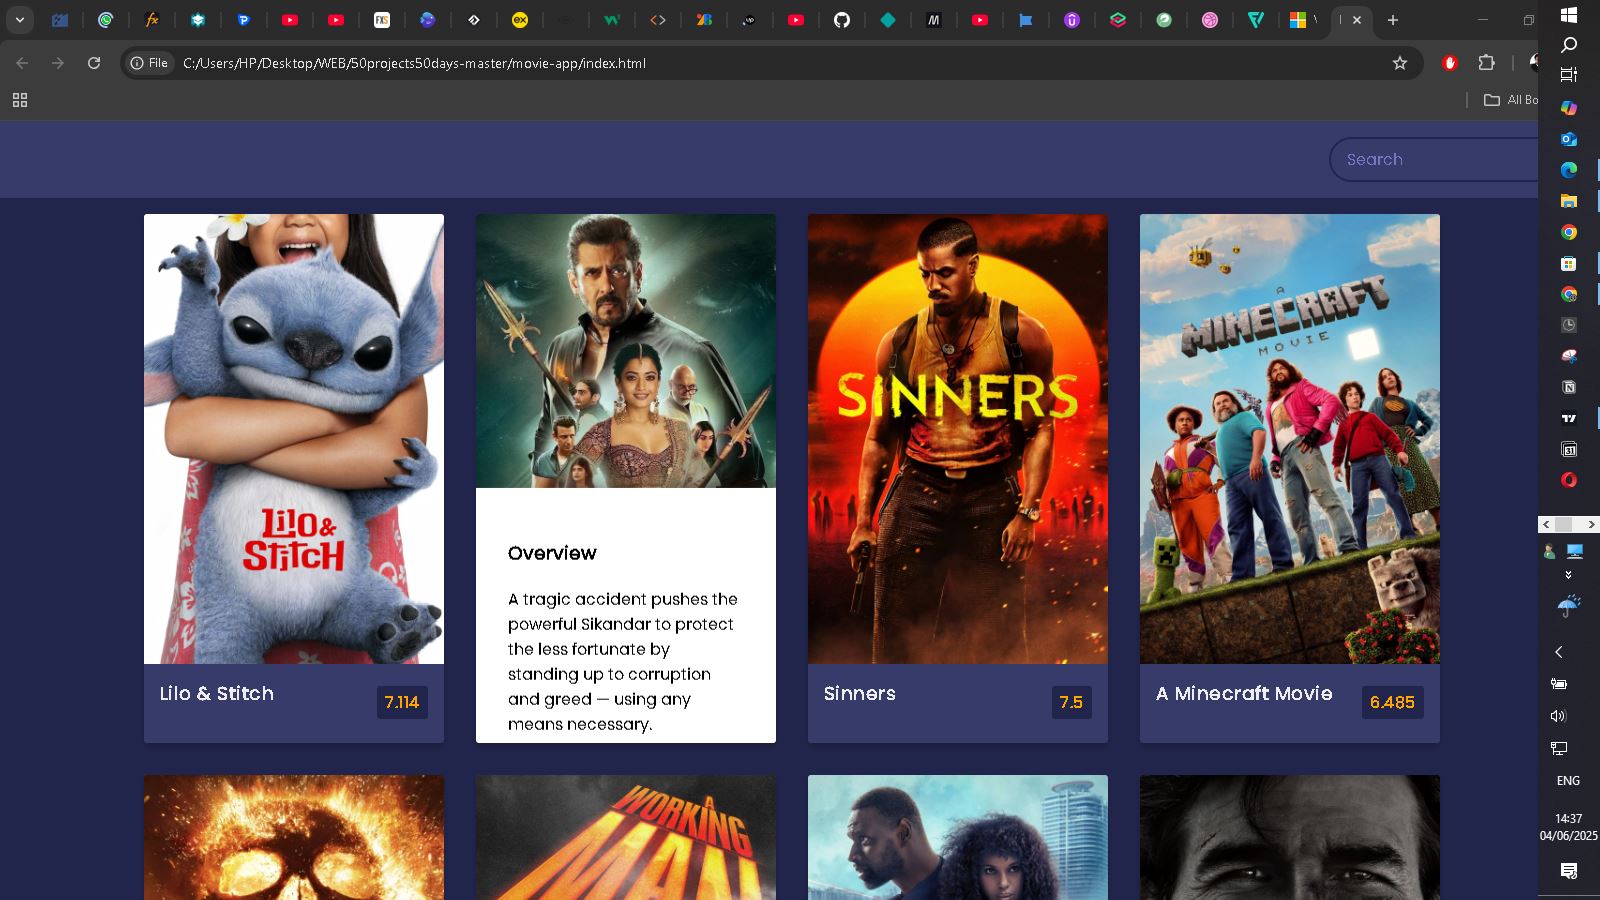 File
C:/Users/HP/Desktop/WEB/50projects50days-master/movie-app/index.html
All Bo
Search
Lilo &
Stitch
SINNERS
A
MINECRAFT
MOVIE
Overview
A tragic accident pushes the
powerful Sikandar to protect
the less fortunate by
standing up to corruption
and greed — using any
means necessary.
Lilo & Stitch
7.114
Sinners
7.5
A Minecraft Movie
6.485
A
WORKING
MAN
ENG
14:37
04/06/2025